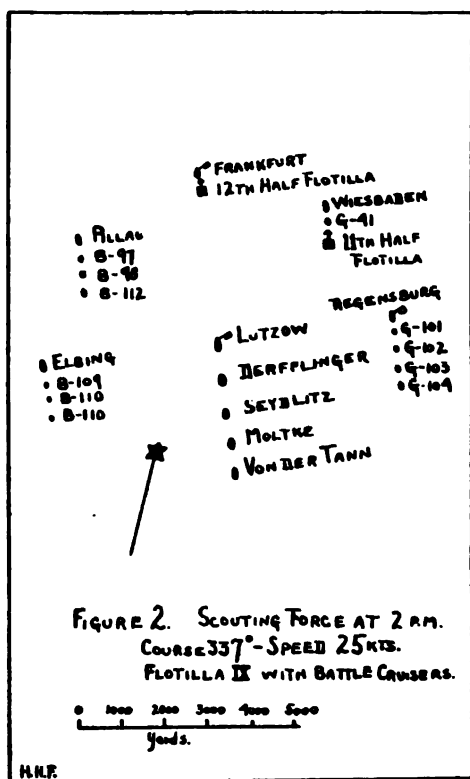 FRANKFURT
12TH HALF FLOTILLA
WIESBADEN
G-41
11TH HALF
FLOTILLA
PILLAU
B-97
B-98
B-112
REGENSBURG
G-101
G-102
G-103
G-104
LUTZOW
DERFFLINGER
SEYDLITZ
MOLTKE
VON DER TANN
ELBING
B-109
B-110
B-110
FIGURE 2. SCOUTING FORCE AT 2 P.M.
COURSE 337° - SPEED 25 KTS.
FLOTILLA IX WITH BATTLE CRUISERS.
0 1000 2000 3000 4000 5000
Yards.
H.H.F.